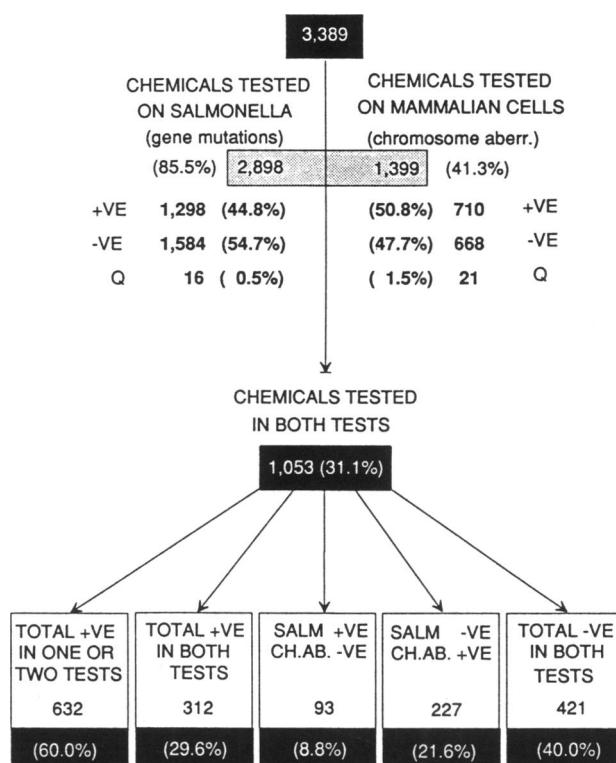 3,389
CHEMICALS TESTED
ON SALMONELLA
(gene mutations)
CHEMICALS TESTED
ON MAMMALIAN CELLS
(chromosome aberr.)
(85.5%) 2,898 1,399 (41.3%)
+VE 1,298 (44.8%) (50.8%) 710 +VE
-VE 1,584 (54.7%) (47.7%) 668 -VE
Q 16 ( 0.5%) ( 1.5%) 21 Q
CHEMICALS TESTED
IN BOTH TESTS
1,053 (31.1%)
TOTAL +VE
IN ONE OR
TWO TESTS
632
(60.0%)
TOTAL +VE
IN BOTH
TESTS
312
(29.6%)
SALM +VE
CH.AB. -VE
93
(8.8%)
SALM -VE
CH.AB. +VE
227
(21.6%)
TOTAL -VE
IN BOTH
TESTS
421
(40.0%)